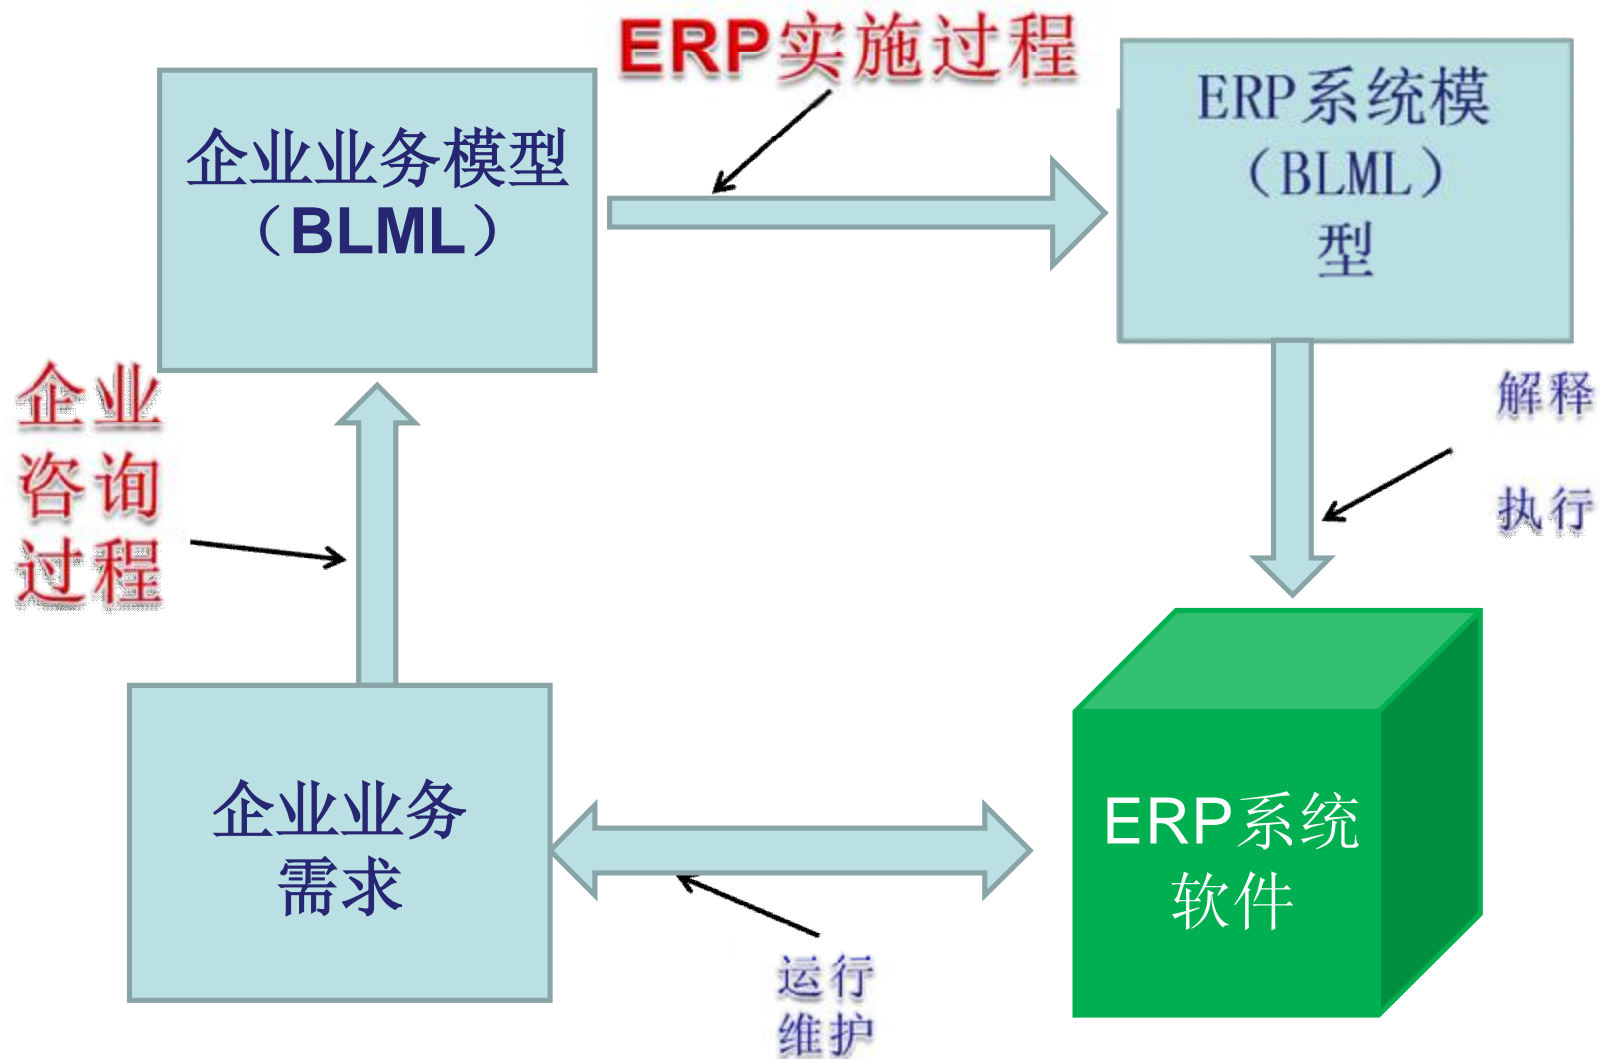 ERP实施过程
企业业务模型
（BLML）
ERP系统模
（BLML）
型
企业
咨询
过程
解释
执行
企业业务
需求
ERP系统
软件
运行
维护